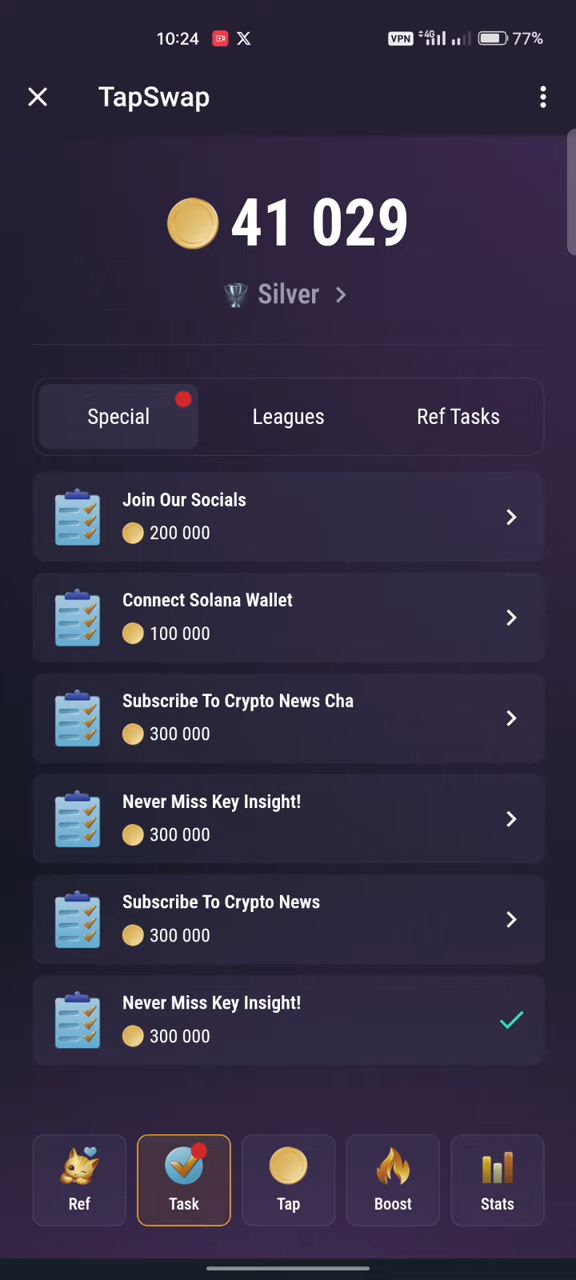 10:24
VPN 4G 77%
TapSwap
41 029
Silver
Special Leagues Ref Tasks
Join Our Socials
200 000
Connect Solana Wallet
100 000
Subscribe To Crypto News Cha
300 000
Never Miss Key Insight!
300 000
Subscribe To Crypto News
300 000
Never Miss Key Insight!
300 000
Ref Task Tap Boost Stats